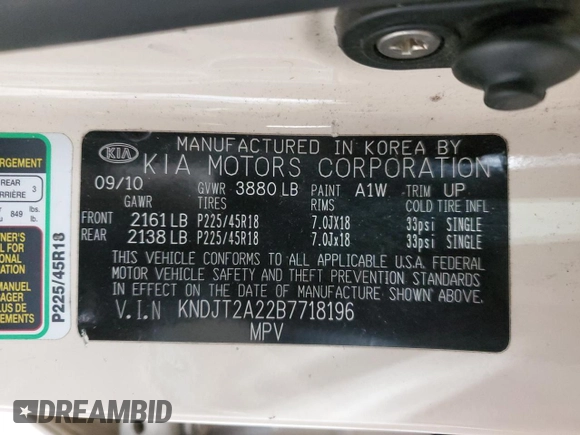 MANUFACTURED IN KOREA BY
KIA KIA MOTORS CORPORATION
09/10 GVWR 3880 LB PAINT A1W TRIM UP
GAWR TIRES RIMS COLD TIRE INFL
FRONT 2161 LB P225/45R18 7.0JX18 33psi SINGLE
REAR 2138 LB P225/45R18 7.0Jx18 33psi SINGLE
THIS VEHICLE CONFORMS TO ALL APPLICABLE U.S.A. FEDERAL
MOTOR VEHICLE SAFETY AND THEFT PREVENTION STANDARDS
IN EFFECT ON THE DATE OF MANUFACTURE SHOWN ABOVE.
V.I.N KNDJT2A22B7718196
MPV
REAR 3
849 lbs.
lb.
P225/45R18
DREAMBID